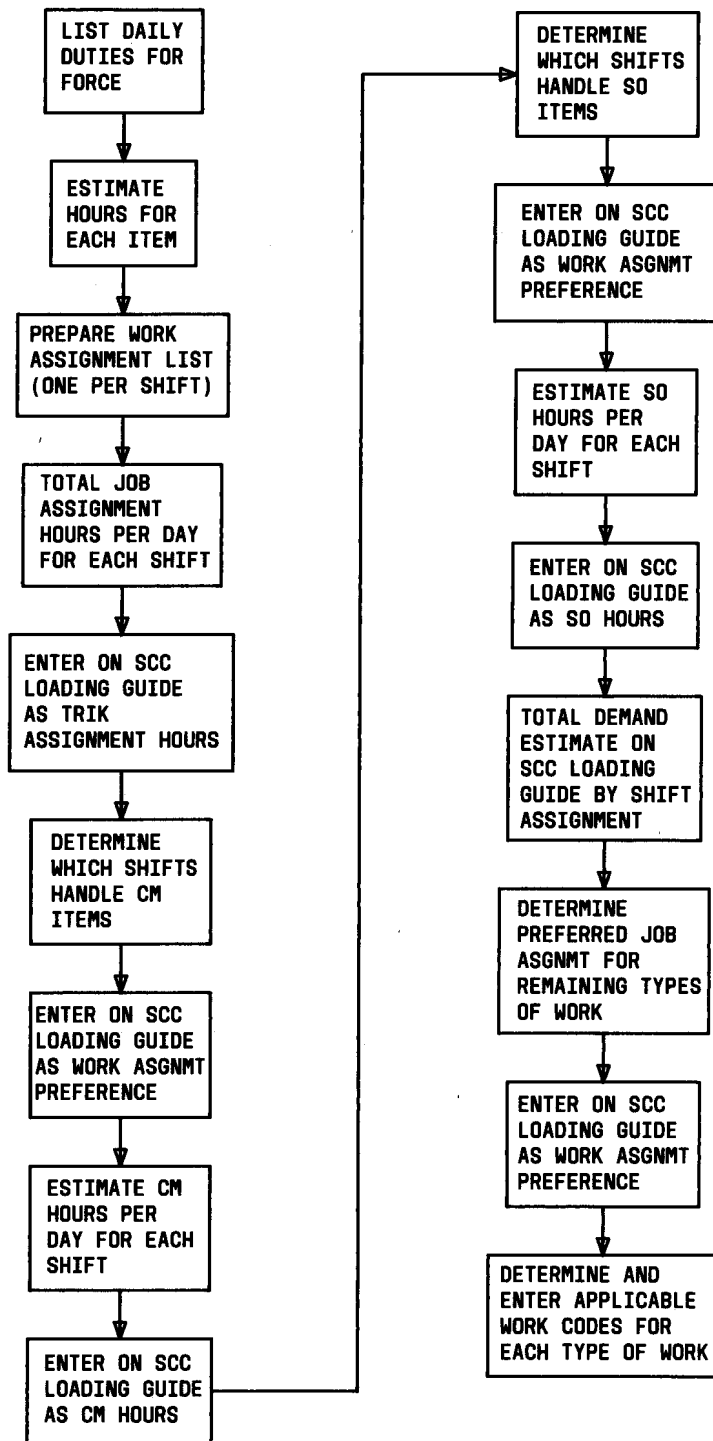 LIST DAILY
DUTIES FOR
FORCE
ESTIMATE
HOURS FOR
EACH ITEM
PREPARE WORK
ASSIGNMENT LIST
(ONE PER SHIFT)
TOTAL JOB
ASSIGNMENT
HOURS PER DAY
FOR EACH SHIFT
ENTER ON SCC
LOADING GUIDE
AS TRIK
ASSIGNMENT HOURS
DETERMINE
WHICH SHIFTS
HANDLE CM
ITEMS
ENTER ON SCC
LOADING GUIDE
AS WORK ASGNMT
PREFERENCE
ESTIMATE CM
HOURS PER
DAY FOR EACH
SHIFT
ENTER ON SCC
LOADING GUIDE
AS CM HOURS
DETERMINE
WHICH SHIFTS
HANDLE SO
ITEMS
ENTER ON SCC
LOADING GUIDE
AS WORK ASGNMT
PREFERENCE
ESTIMATE SO
HOURS PER
DAY FOR EACH
SHIFT
ENTER ON SCC
LOADING GUIDE
AS SO HOURS
TOTAL DEMAND
ESTIMATE ON
SCC LOADING
GUIDE BY SHIFT
ASSIGNMENT
DETERMINE
PREFERRED JOB
ASGNMT FOR
REMAINING TYPES
OF WORK
ENTER ON SCC
LOADING GUIDE
AS WORK ASGNMT
PREFERENCE
DETERMINE AND
ENTER APPLICABLE
WORK CODES FOR
EACH TYPE OF WORK